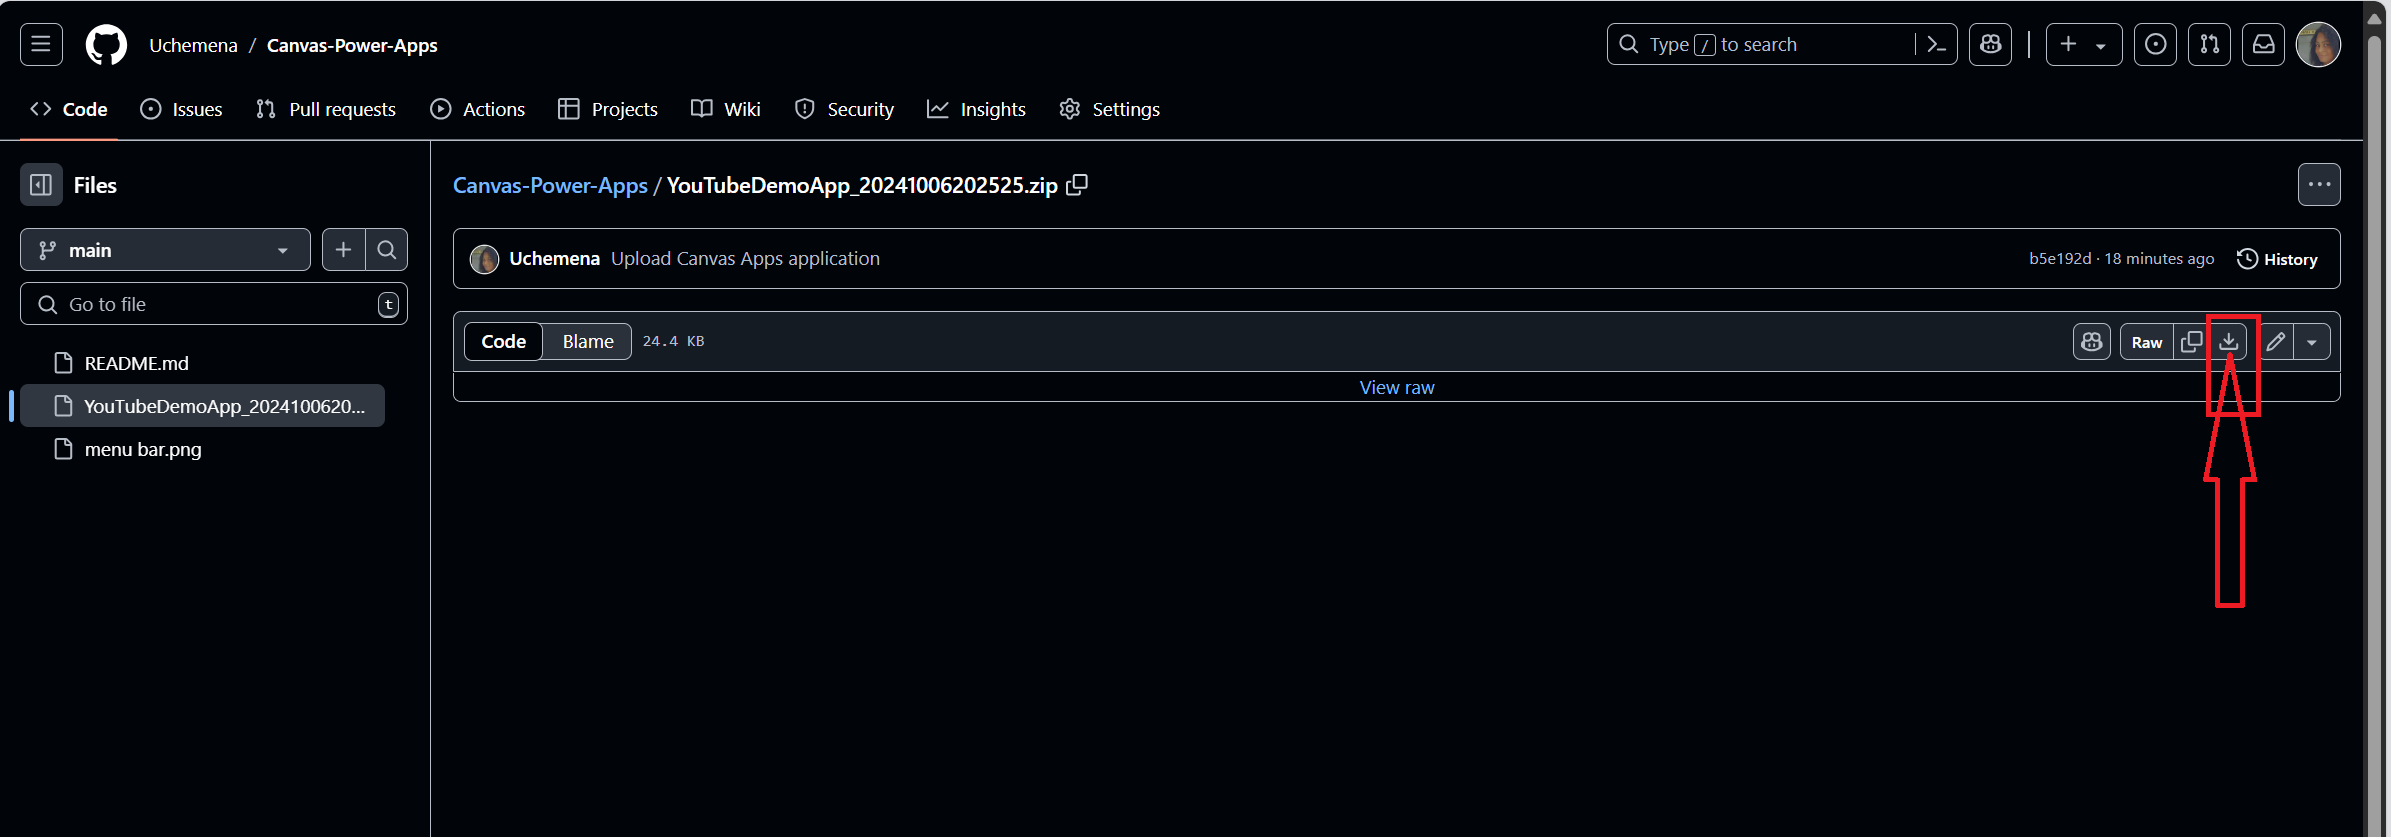 Uchemena / Canvas-Power-Apps
Type / to search
Code Issues Pull requests Actions Projects Wiki Security Insights Settings
Files
main
Go to file t
README.md
YouTubeDemoApp_2024100620...
menu bar.png
Canvas-Power-Apps / YouTubeDemoApp_20241006202525.zip
Uchemena Upload Canvas Apps application b5e192d · 18 minutes ago History
Code Blame 24.4 KB Raw
View raw